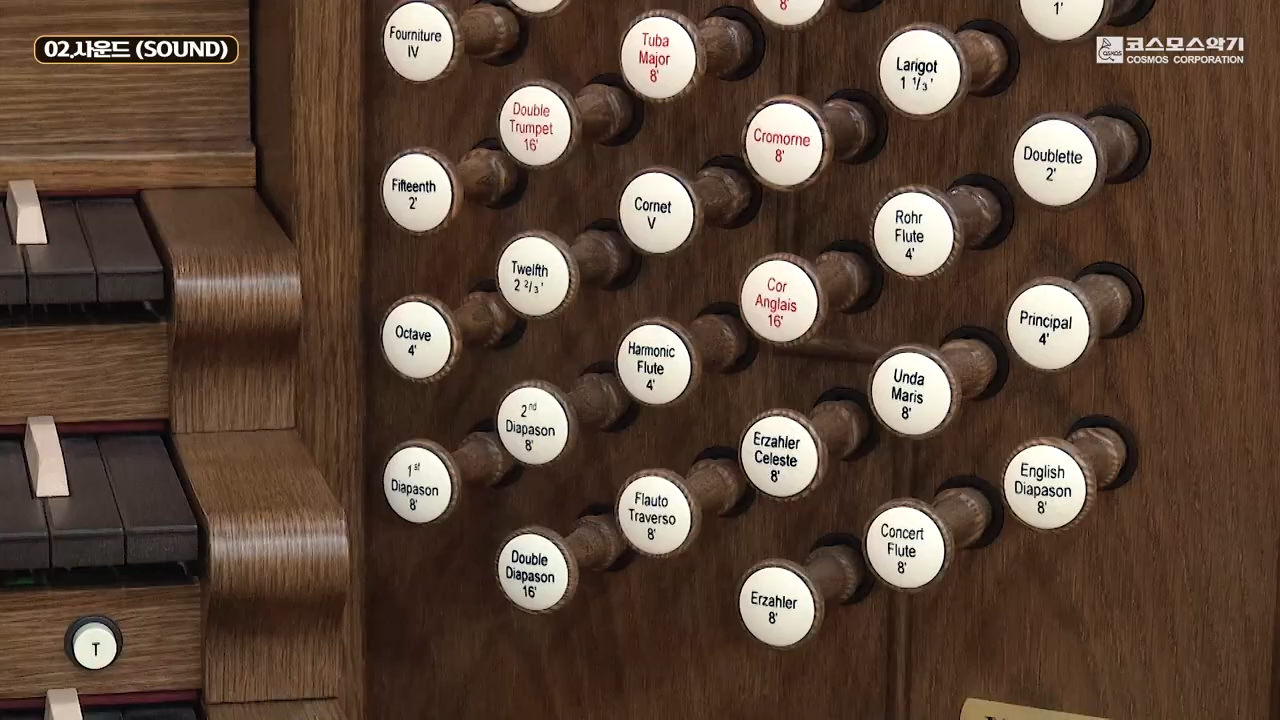 02.사운드 (SOUND)
코스모스악기
COSMOS CORPORATION
Fourniture
IV
Tuba
Major
8'
8'
1'
Larigot
1 1/3'
Double
Trumpet
16'
Cromorne
8'
Doublette
2'
Fifteenth
2'
Cornet
V
Rohr
Flute
4'
Twelfth
2 2/3'
Cor
Anglais
16'
Principal
4'
Octave
4'
Harmonic
Flute
4'
Unda
Maris
8'
2nd
Diapason
8'
Erzahler
Celeste
8'
English
Diapason
8'
1st
Diapason
8'
Flauto
Traverso
8'
Concert
Flute
8'
Double
Diapason
16'
Erzahler
8'
T